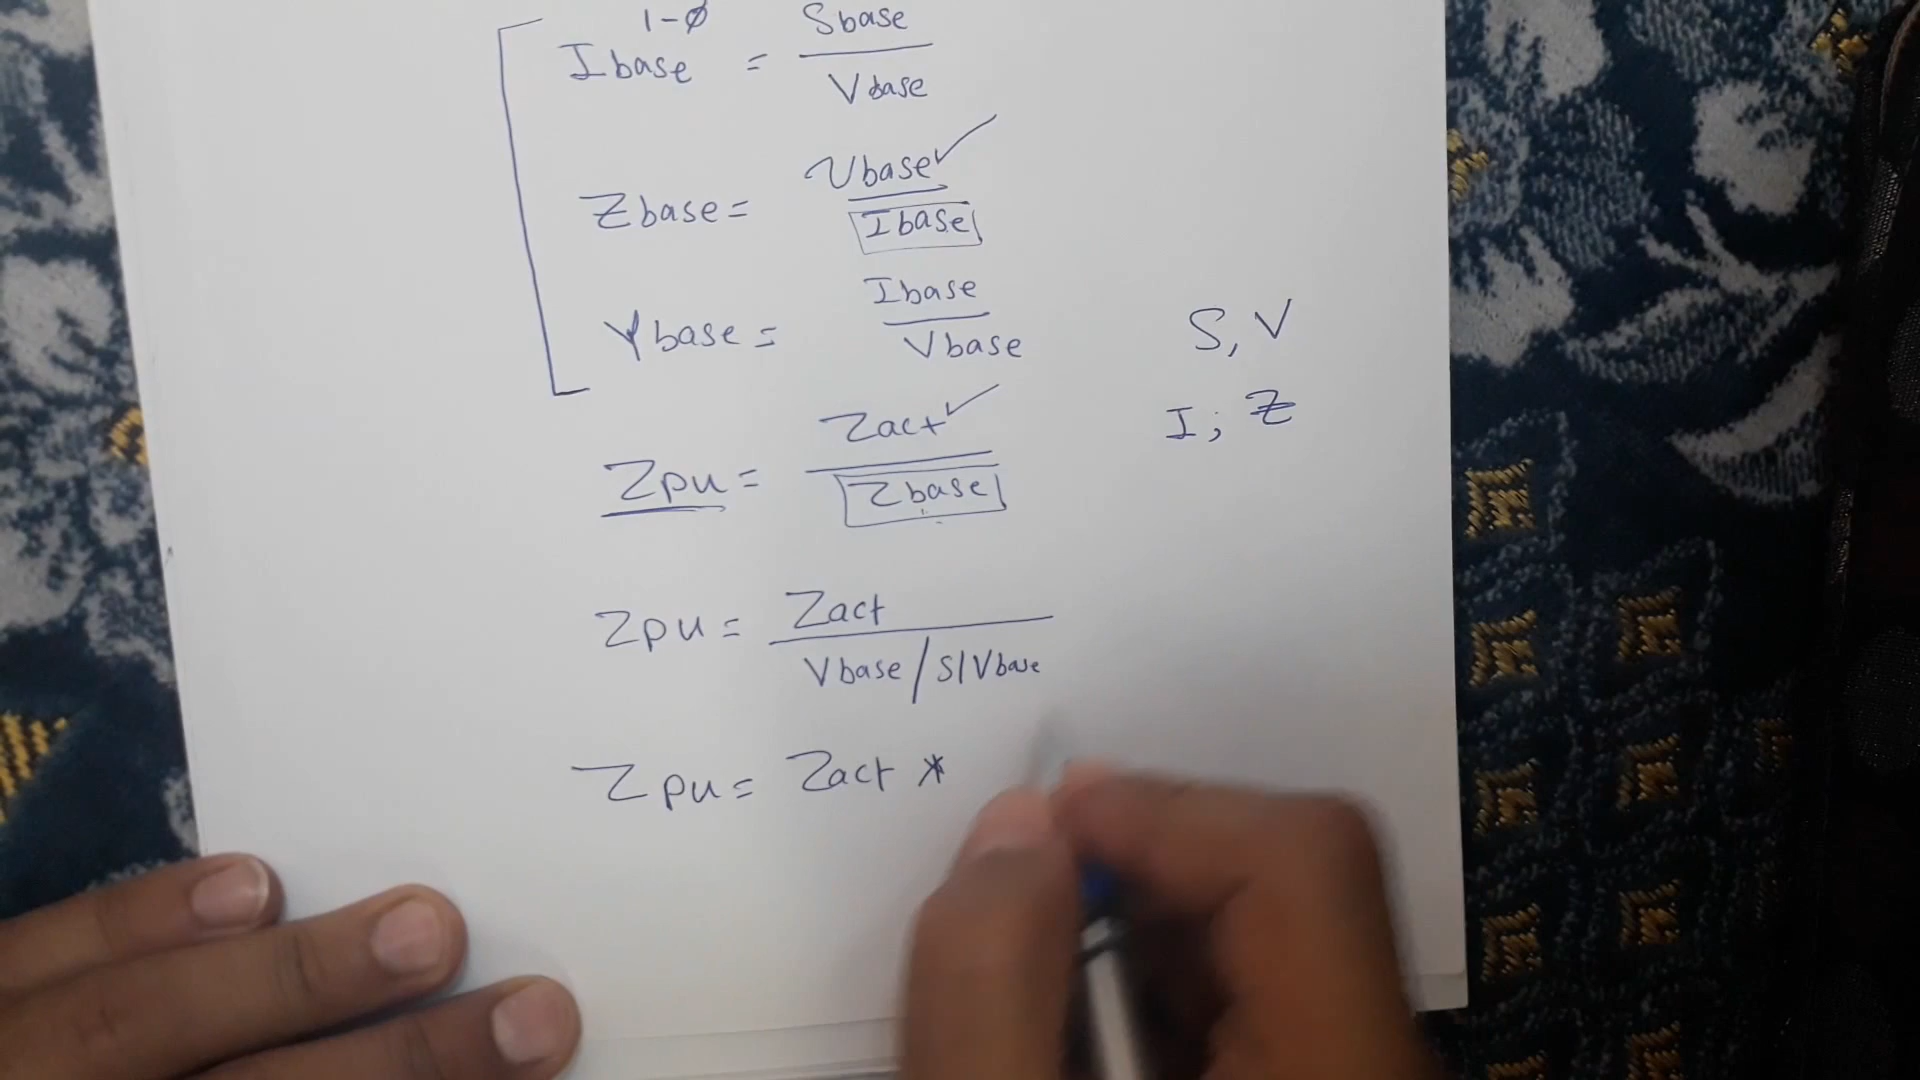 1-Ø
Ibase = Sbase / Vbase
Zbase = Vbase ✓ / Ibase
Ybase = Ibase / Vbase
S, V
I; Z
Zpu = Zact ✓ / Zbase
Zpu = Zact / Vbase / S/Vbase
Zpu = Zact *